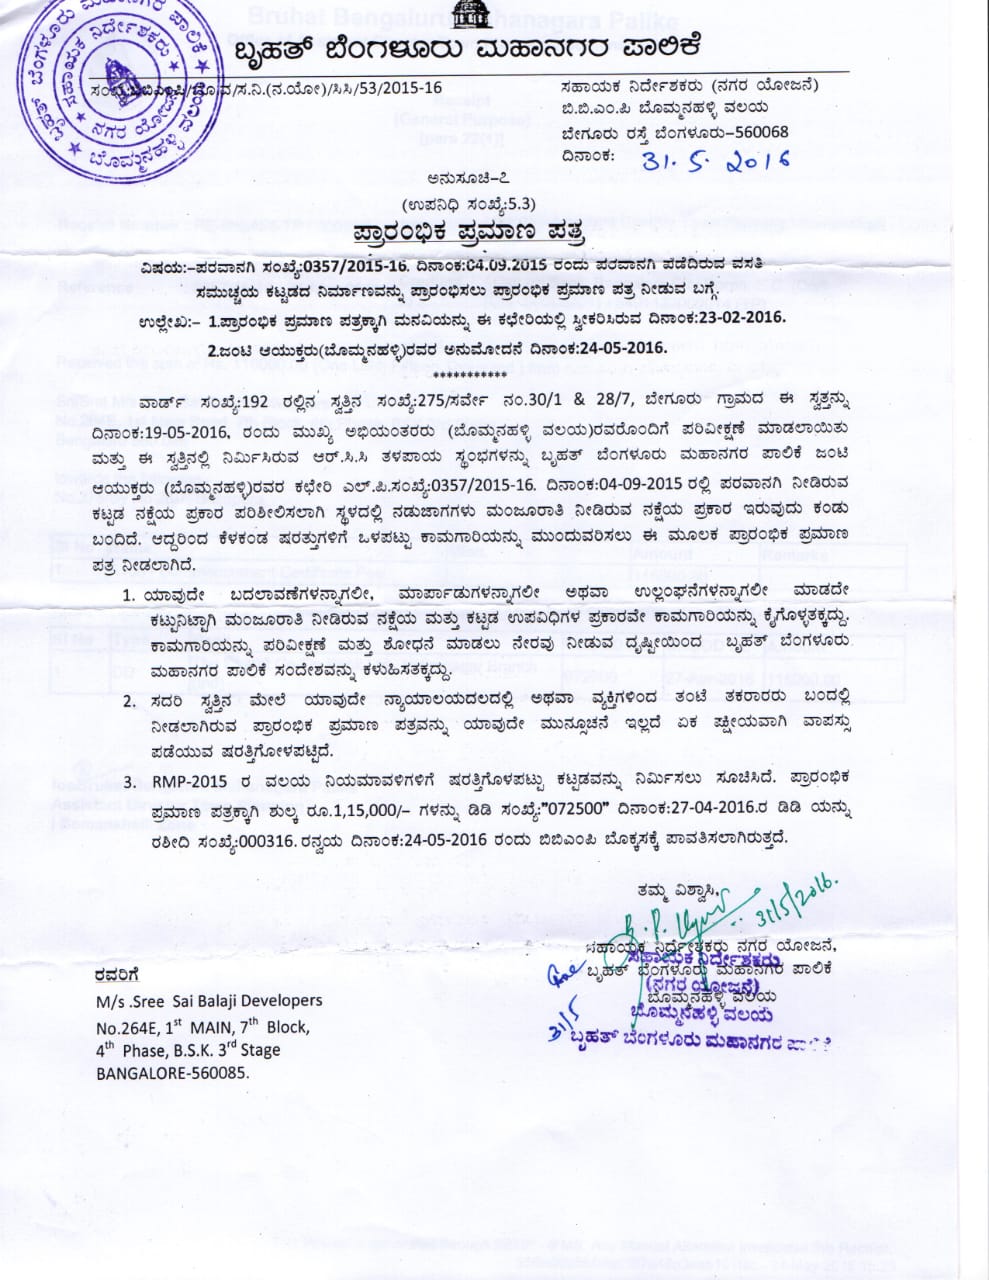 ಬೃಹತ್ ಬೆಂಗಳೂರು ಮಹಾನಗರ ಪಾಲಿಕೆ
ಸಂಖ್ಯೆ:ಬಿಬಿಎಂಪಿ/ಬೊ.ವ/ಸ.ನಿ.(ನ.ಯೋ)/ಸಿಸಿ/53/2015-16
ಸಹಾಯಕ ನಿರ್ದೇಶಕರು (ನಗರ ಯೋಜನೆ)
ಬಿ.ಬಿ.ಎಂ.ಪಿ ಬೊಮ್ಮನಹಳ್ಳಿ ವಲಯ
ಬೇಗೂರು ರಸ್ತೆ ಬೆಂಗಳೂರು–560068
ದಿನಾಂಕ: 31.5.2016
ಅನುಸೂಚಿ–೭
(ಉಪನಿಧಿ ಸಂಖ್ಯೆ:5.3)
ಪ್ರಾರಂಭಿಕ ಪ್ರಮಾಣ ಪತ್ರ
ವಿಷಯ:–ಪರವಾನಗಿ ಸಂಖ್ಯೆ:0357/2015-16. ದಿನಾಂಕ:04.09.2015 ರಂದು ಪರವಾನಗಿ ಪಡೆದಿರುವ ವಸತಿ
ಸಮುಚ್ಚಯ ಕಟ್ಟಡದ ನಿರ್ಮಾಣವನ್ನು ಪ್ರಾರಂಭಿಸಲು ಪ್ರಾರಂಭಿಕ ಪ್ರಮಾಣ ಪತ್ರ ನೀಡುವ ಬಗ್ಗೆ.
ಉಲ್ಲೇಖ:– 1.ಪ್ರಾರಂಭಿಕ ಪ್ರಮಾಣ ಪತ್ರಕ್ಕಾಗಿ ಮನವಿಯನ್ನು ಈ ಕಛೇರಿಯಲ್ಲಿ ಸ್ವೀಕರಿಸಿರುವ ದಿನಾಂಕ:23-02-2016.
2.ಜಂಟಿ ಆಯುಕ್ತರು(ಬೊಮ್ಮನಹಳ್ಳಿ)ರವರ ಅನುಮೋದನೆ ದಿನಾಂಕ:24-05-2016.
***********
ವಾರ್ಡ್ ಸಂಖ್ಯೆ:192 ರಲ್ಲಿನ ಸ್ವತ್ತಿನ ಸಂಖ್ಯೆ:275/ಸರ್ವೇ ನಂ.30/1 & 28/7, ಬೇಗೂರು ಗ್ರಾಮದ ಈ ಸ್ವತ್ತನ್ನು
ದಿನಾಂಕ:19-05-2016, ರಂದು ಮುಖ್ಯ ಅಭಿಯಂತರರು (ಬೊಮ್ಮನಹಳ್ಳಿ ವಲಯ)ರವರೊಂದಿಗೆ ಪರಿವೀಕ್ಷಣೆ ಮಾಡಲಾಯಿತು
ಮತ್ತು ಈ ಸ್ವತ್ತಿನಲ್ಲಿ ನಿರ್ಮಿಸಿರುವ ಆರ್.ಸಿ.ಸಿ ತಳಪಾಯ ಸ್ಥಂಭಗಳನ್ನು ಬೃಹತ್ ಬೆಂಗಳೂರು ಮಹಾನಗರ ಪಾಲಿಕೆ ಜಂಟಿ
ಆಯುಕ್ತರು (ಬೊಮ್ಮನಹಳ್ಳಿ)ರವರ ಕಛೇರಿ ಎಲ್.ಪಿ.ಸಂಖ್ಯೆ:0357/2015-16. ದಿನಾಂಕ:04-09-2015 ರಲ್ಲಿ ಪರವಾನಗಿ ನೀಡಿರುವ
ಕಟ್ಟಡ ನಕ್ಷೆಯ ಪ್ರಕಾರ ಪರಿಶೀಲಿಸಲಾಗಿ ಸ್ಥಳದಲ್ಲಿ ನಡುಜಾಗಗಳು ಮಂಜೂರಾತಿ ನೀಡಿರುವ ನಕ್ಷೆಯ ಪ್ರಕಾರ ಇರುವುದು ಕಂಡು
ಬಂದಿದೆ. ಆದ್ದರಿಂದ ಕೆಳಕಂಡ ಷರತ್ತುಗಳಿಗೆ ಒಳಪಟ್ಟು ಕಾಮಗಾರಿಯನ್ನು ಮುಂದುವರಿಸಲು ಈ ಮೂಲಕ ಪ್ರಾರಂಭಿಕ ಪ್ರಮಾಣ
ಪತ್ರ ನೀಡಲಾಗಿದೆ.
1. ಯಾವುದೇ ಬದಲಾವಣೆಗಳನ್ನಾಗಲೀ, ಮಾರ್ಪಾಡುಗಳನ್ನಾಗಲೀ ಅಥವಾ ಉಲ್ಲಂಘನೆಗಳನ್ನಾಗಲೀ ಮಾಡದೇ
ಕಟ್ಟುನಿಟ್ಟಾಗಿ ಮಂಜೂರಾತಿ ನೀಡಿರುವ ನಕ್ಷೆಯ ಮತ್ತು ಕಟ್ಟಡ ಉಪವಿಧಿಗಳ ಪ್ರಕಾರವೇ ಕಾಮಗಾರಿಯನ್ನು ಕೈಗೊಳ್ಳತಕ್ಕದ್ದು.
ಕಾಮಗಾರಿಯನ್ನು ಪರಿವೀಕ್ಷಣೆ ಮತ್ತು ಶೋಧನೆ ಮಾಡಲು ನೇರವು ನೀಡುವ ದೃಷ್ಟಿಯಿಂದ ಬೃಹತ್ ಬೆಂಗಳೂರು
ಮಹಾನಗರ ಪಾಲಿಕೆ ಸಂದೇಶವನ್ನು ಕಳುಹಿಸತಕ್ಕದ್ದು.
2. ಸದರಿ ಸ್ವತ್ತಿನ ಮೇಲೆ ಯಾವುದೇ ನ್ಯಾಯಾಲಯದಲದಲ್ಲಿ ಅಥವಾ ವ್ಯಕ್ತಿಗಳಿಂದ ತಂಟೆ ತಕರಾರರು ಬಂದಲ್ಲಿ
ನೀಡಲಾಗಿರುವ ಪ್ರಾರಂಭಿಕ ಪ್ರಮಾಣ ಪತ್ರವನ್ನು ಯಾವುದೇ ಮುನ್ಸೂಚನೆ ಇಲ್ಲದೆ ಏಕ ಪಕ್ಷೀಯವಾಗಿ ವಾಪಸ್ಸು
ಪಡೆಯುವ ಷರತ್ತಿಗೋಳಪಟ್ಟಿದೆ.
3. RMP-2015 ರ ವಲಯ ನಿಯಮಾವಳಿಗಳಿಗೆ ಷರತ್ತಿಗೊಳಪಟ್ಟು ಕಟ್ಟಡವನ್ನು ನಿರ್ಮಿಸಲು ಸೂಚಿಸಿದೆ. ಪ್ರಾರಂಭಿಕ
ಪ್ರಮಾಣ ಪತ್ರಕ್ಕಾಗಿ ಶುಲ್ಕ ರೂ.1,15,000/– ಗಳನ್ನು ಡಿಡಿ ಸಂಖ್ಯೆ:"072500" ದಿನಾಂಕ:27-04-2016.ರ ಡಿಡಿ ಯನ್ನು
ರಶೀದಿ ಸಂಖ್ಯೆ:000316. ರನ್ವಯ ದಿನಾಂಕ:24-05-2016 ರಂದು ಬಿಬಿಎಂಪಿ ಬೊಕ್ಕಸಕ್ಕೆ ಪಾವತಿಸಲಾಗಿರುತ್ತದೆ.
ತಮ್ಮ ವಿಶ್ವಾಸಿ,
31/5/2016.
ಸಹಾಯಕ ನಿರ್ದೇಶಕರು ನಗರ ಯೋಜನೆ,
ಬೃಹತ್ ಬೆಂಗಳೂರು ಮಹಾನಗರ ಪಾಲಿಕೆ
ಬೊಮ್ಮನಹಳ್ಳಿ ವಲಯ
ಸಹಾಯಕ ನಿರ್ದೇಶಕರು
(ನಗರ ಯೋಜನೆ)
ಬೊಮ್ಮನಹಳ್ಳಿ ವಲಯ
ಬೃಹತ್ ಬೆಂಗಳೂರು ಮಹಾನಗರ ಪಾಲಿಕೆ
31/5
ರವರಿಗೆ
M/s .Sree Sai Balaji Developers
No.264E, 1st MAIN, 7th Block,
4th Phase, B.S.K. 3rd Stage
BANGALORE-560085.